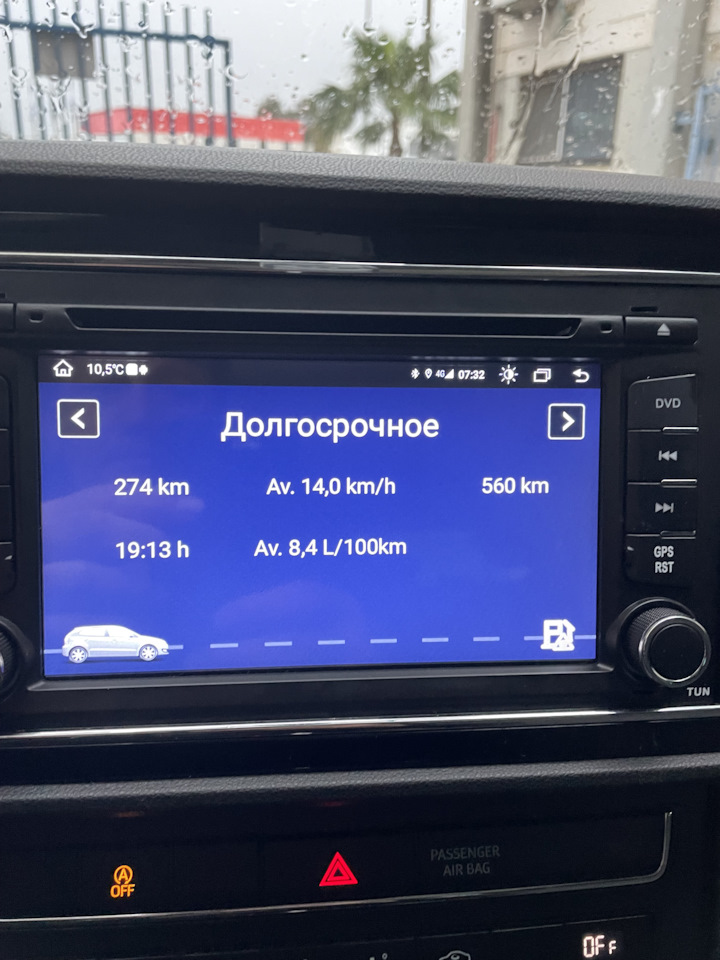 10,5°C
4G 07:32
Долгосрочное
274 km Av. 14,0 km/h 560 km
19:13 h Av. 8,4 L/100km
DVD
GPS
RST
TUN
A
OFF
PASSENGER
AIR BAG
OFF